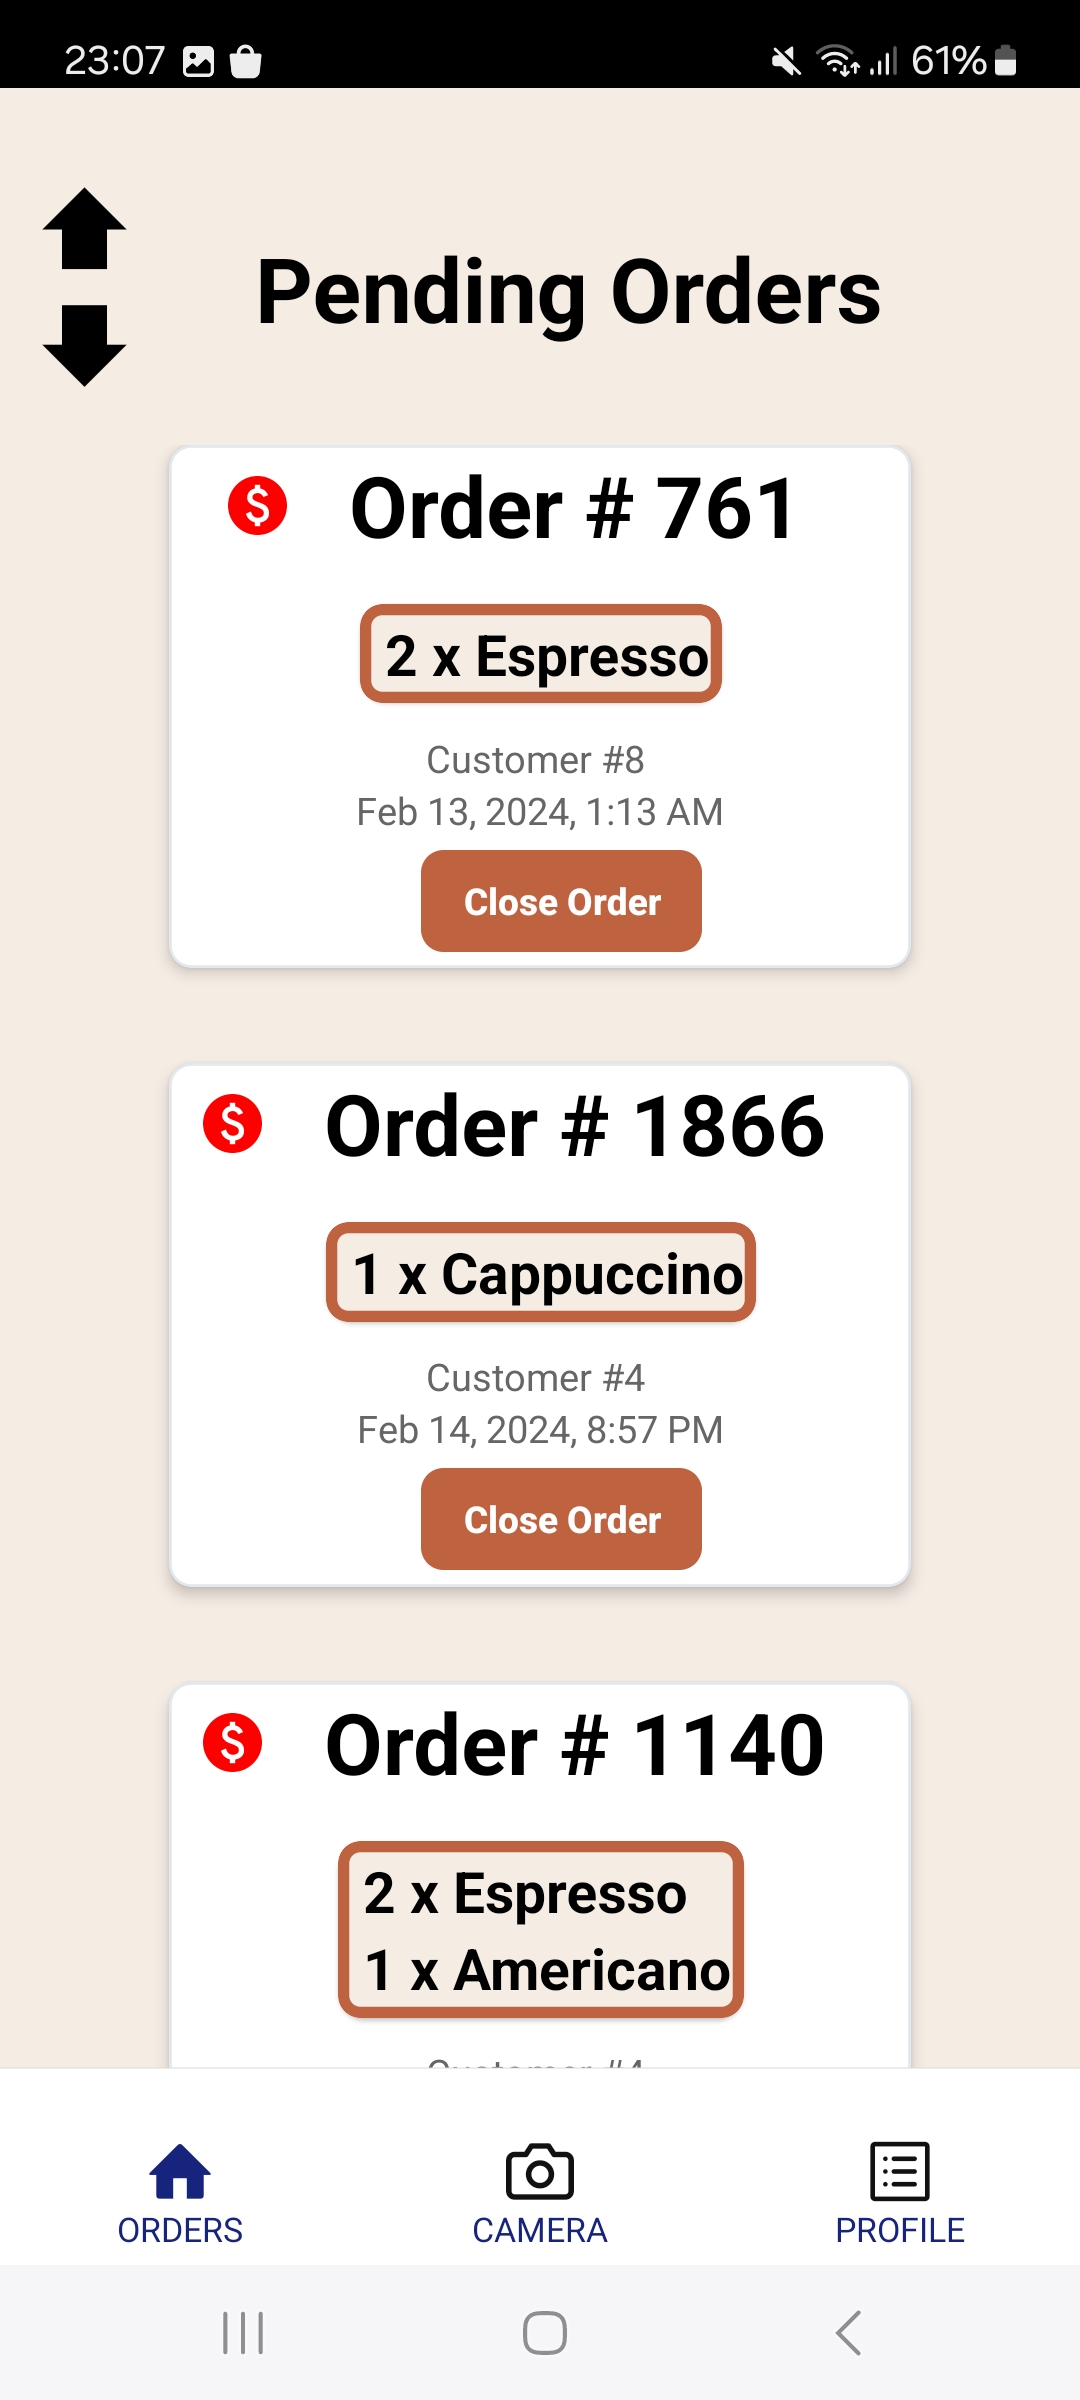 23:07 61%
Pending Orders
$ Order # 761
2 x Espresso
Customer #8
Feb 13, 2024, 1:13 AM
Close Order
$ Order # 1866
1 x Cappuccino
Customer #4
Feb 14, 2024, 8:57 PM
Close Order
$ Order # 1140
2 x Espresso
1 x Americano
Customer #4
ORDERS CAMERA PROFILE